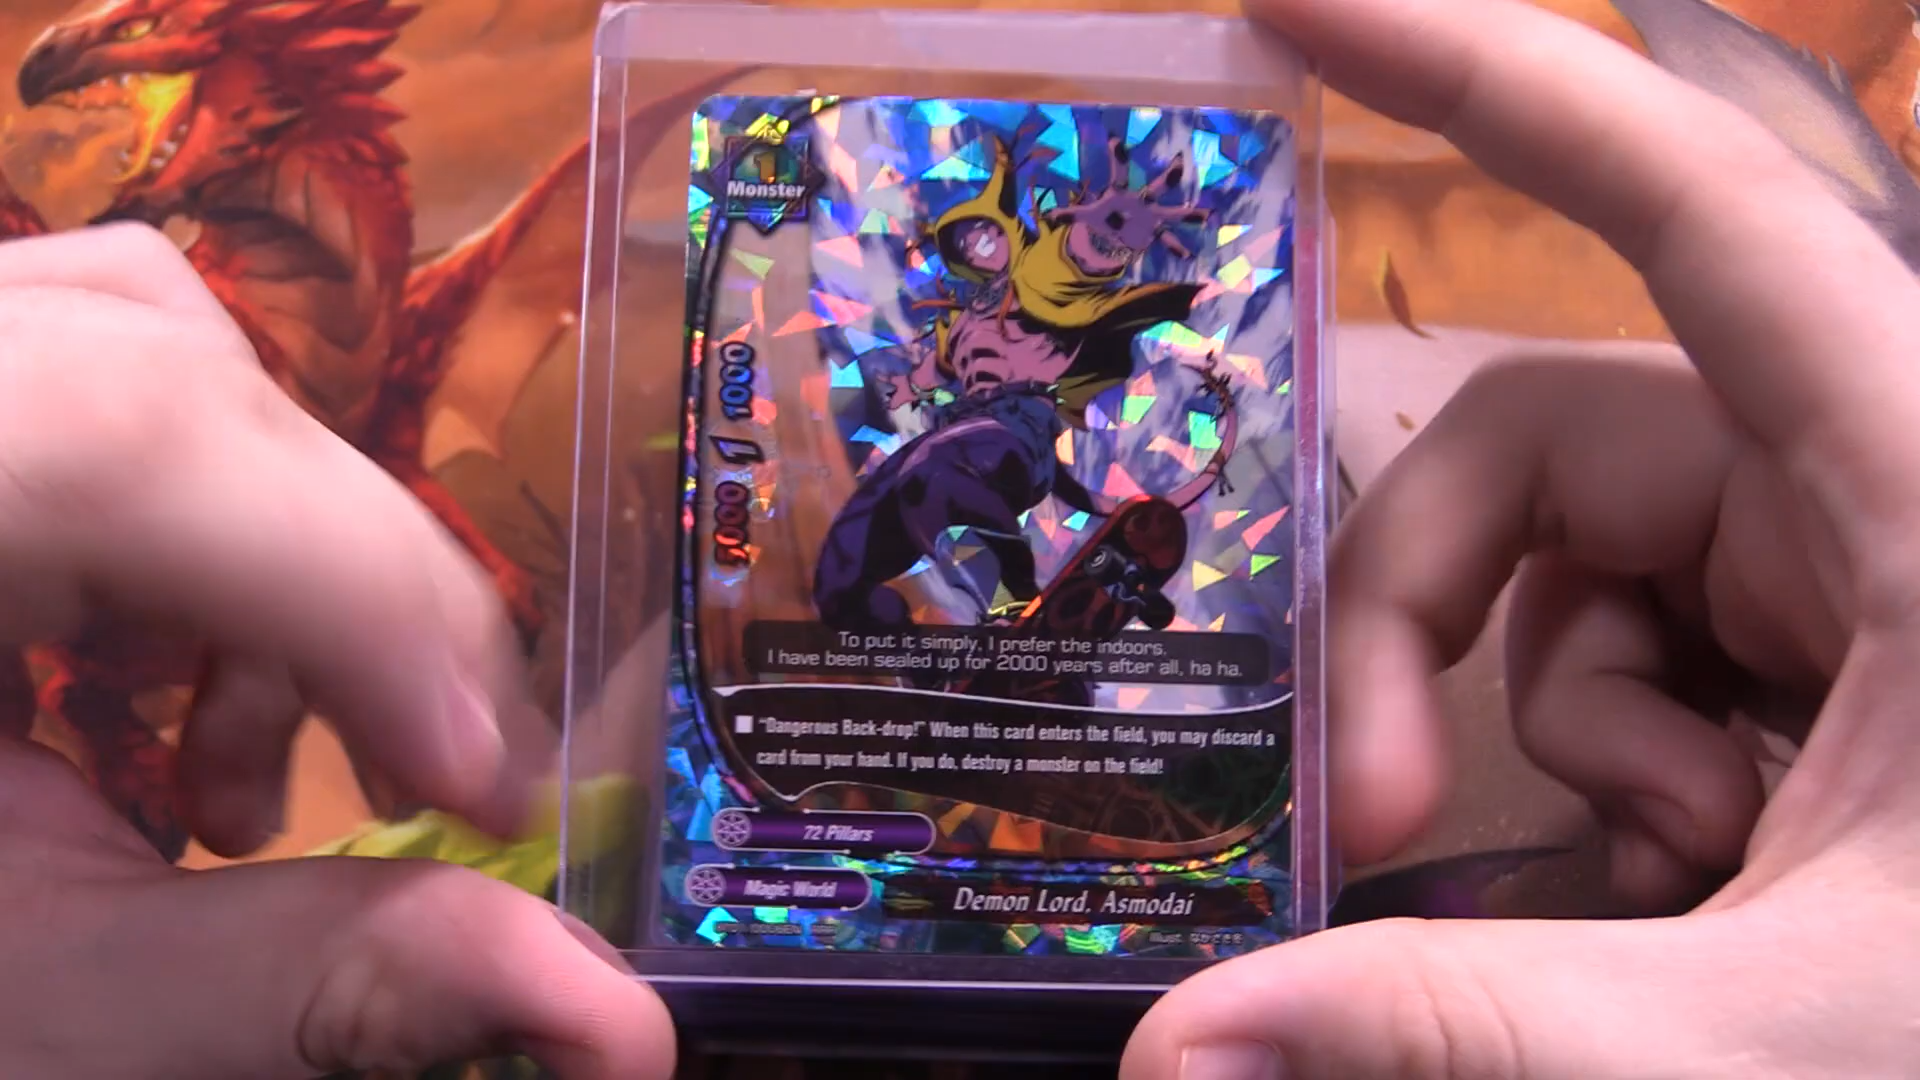 1
Monster
5000 1 1000
To put it simply, I prefer the indoors.
I have been sealed up for 2000 years after all, ha ha.
"Dangerous Back-drop!" When this card enters the field, you may discard a
card from your hand. If you do, destroy a monster on the field!
72 Pillars
Magic World
Demon Lord, Asmodai
Illust.